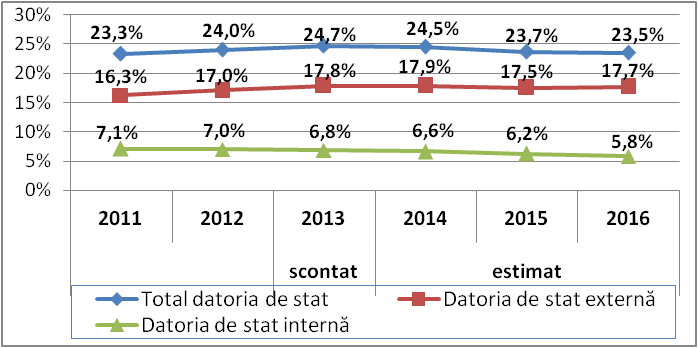 30%
25%
20%
15%
10%
5%
0%
23,3% 24,0% 24,7% 24,5% 23,7% 23,5%
16,3% 17,0% 17,8% 17,9% 17,5% 17,7%
7,1% 7,0% 6,8% 6,6% 6,2% 5,8%
2011 2012 2013 2014 2015 2016
scontat estimat
Total datoria de stat Datoria de stat externă
Datoria de stat internă